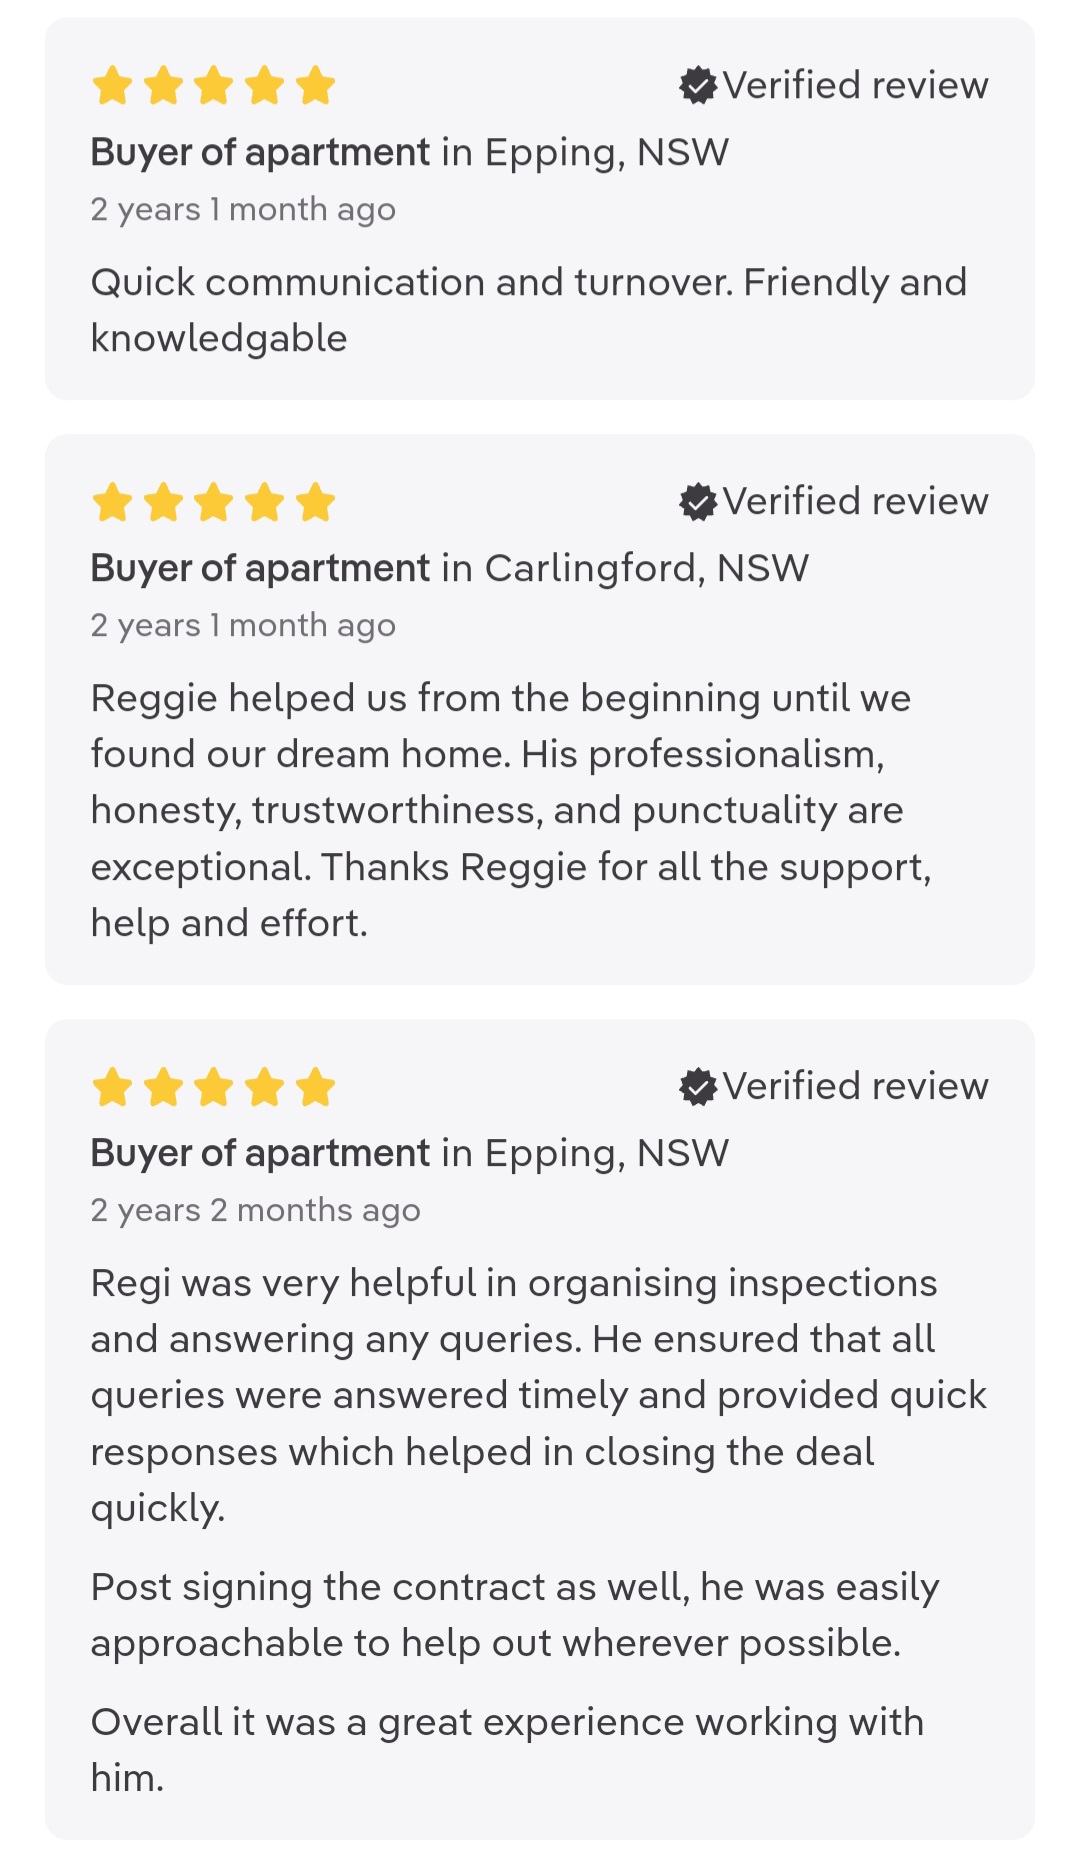 Verified review
Buyer of apartment in Epping, NSW
2 years 1 month ago
Quick communication and turnover. Friendly and
knowledgable
Verified review
Buyer of apartment in Carlingford, NSW
2 years 1 month ago
Reggie helped us from the beginning until we
found our dream home. His professionalism,
honesty, trustworthiness, and punctuality are
exceptional. Thanks Reggie for all the support,
help and effort.
Verified review
Buyer of apartment in Epping, NSW
2 years 2 months ago
Regi was very helpful in organising inspections
and answering any queries. He ensured that all
queries were answered timely and provided quick
responses which helped in closing the deal
quickly.
Post signing the contract as well, he was easily
approachable to help out wherever possible.
Overall it was a great experience working with
him.